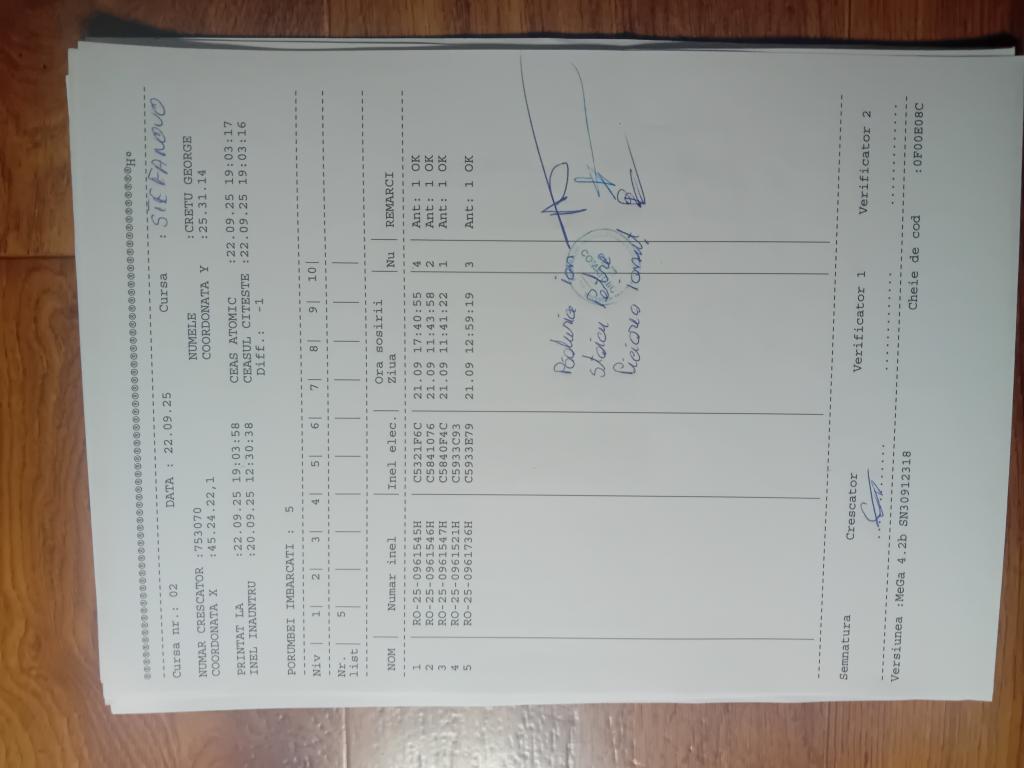 ®®®®®®®®®®®®®®®®®®®®®®®®®®®®®®®®®®®®®®®®®®®®®®®®®®®®®®®®®®®®®®®®®®®®®®®®®®®®®H°
Cursa nr.: 02 DATA : 22.09.25 Cursa : STEFANOVO
NUMAR CRESCATOR :753070 NUMELE :CRETU GEORGE
COORDONATA X :45.24.22,1 COORDONATA Y :25.31.14
PRINTAT LA :22.09.25 19:03:58 CEAS ATOMIC :22.09.25 19:03:17
INEL INAUNTRU :20.09.25 12:30:38 CEASUL CITESTE :22.09.25 19:03:16
Diff.: -1
PORUMBEI IMBARCATI : 5
Niv | 1| 2| 3| 4| 5| 6| 7| 8| 9| 10|
Nr. | 5 | | | | | | | | | |
list| | | | | | | | | | |
Ora sosirii
NOM | Numar inel | Inel elec. | Ziua | Nu | REMARCI
1 RO-25-0961545H C5321F6C 21.09 17:40:55 4 Ant: 1 OK
2 RO-25-0961546H C5841076 21.09 11:43:58 2 Ant: 1 OK
3 RO-25-0961547H C5840F4C 21.09 11:41:22 1 Ant: 1 OK
4 RO-25-0961521H C5933C93
5 RO-25-0961736H C5933E79 21.09 12:59:19 3 Ant: 1 OK
Ion
Stoicu Petre
Ionut
Semnatura Crescator Verificator 1 Verificator 2
Versiunea :MeGa 4.2b SN30912318 Cheie de cod :0F00E08C